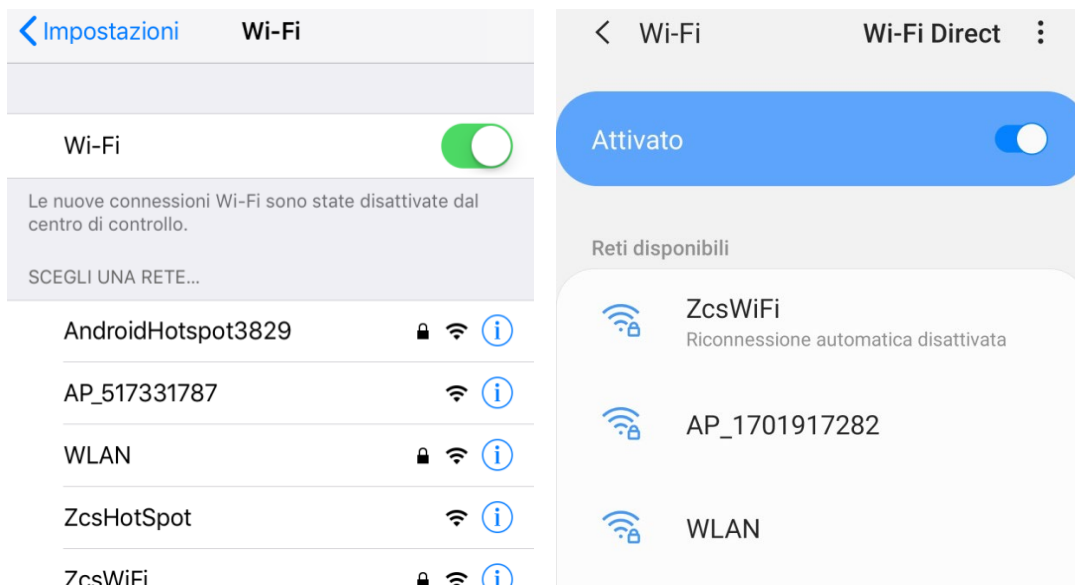 Impostazioni
Wi-Fi
Wi-Fi
Le nuove connessioni Wi-Fi sono state disattivate dal
centro di controllo.
SCEGLI UNA RETE...
AndroidHotspot3829
AP_517331787
WLAN
ZcsHotSpot
ZcsWiFi
Wi-Fi
Wi-Fi Direct
Attivato
Reti disponibili
ZcsWiFi
Riconnessione automatica disattivata
AP_1701917282
WLAN